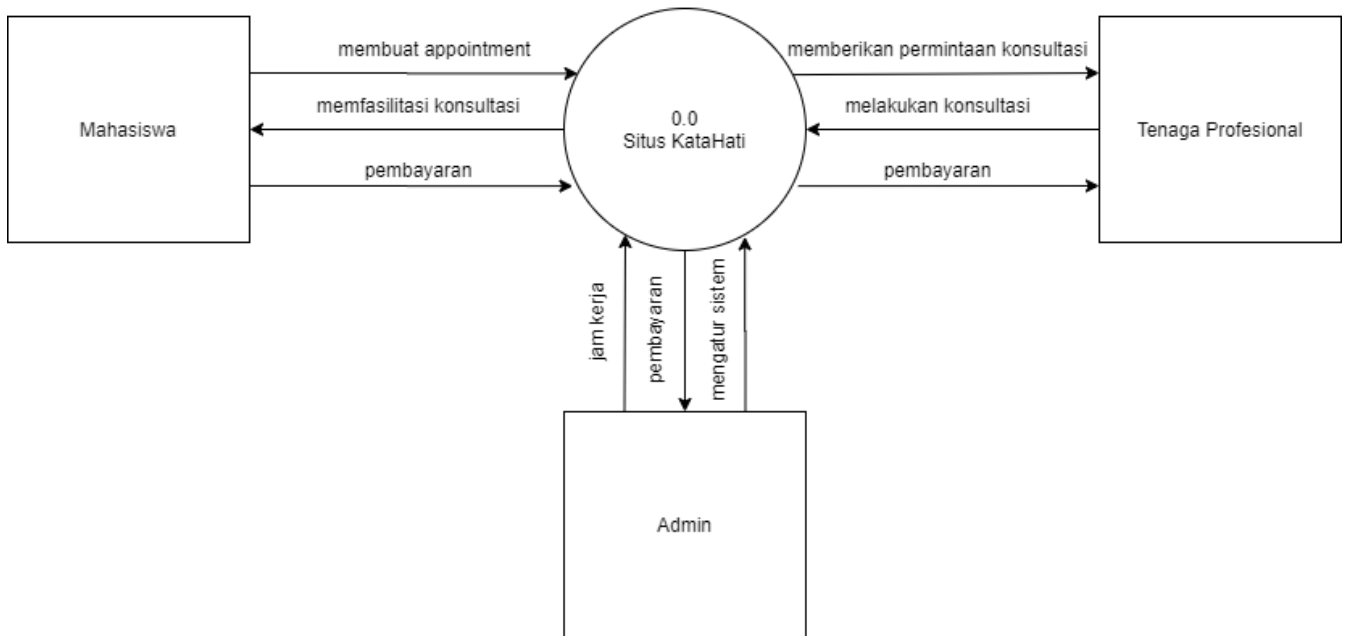 membuat appointment
memberikan permintaan konsultasi
memfasilitasi konsultasi
melakukan konsultasi
Mahasiswa
0.0
Situs KataHati
Tenaga Profesional
pembayaran
pembayaran
jam kerja
pembayaran
mengatur sistem
Admin